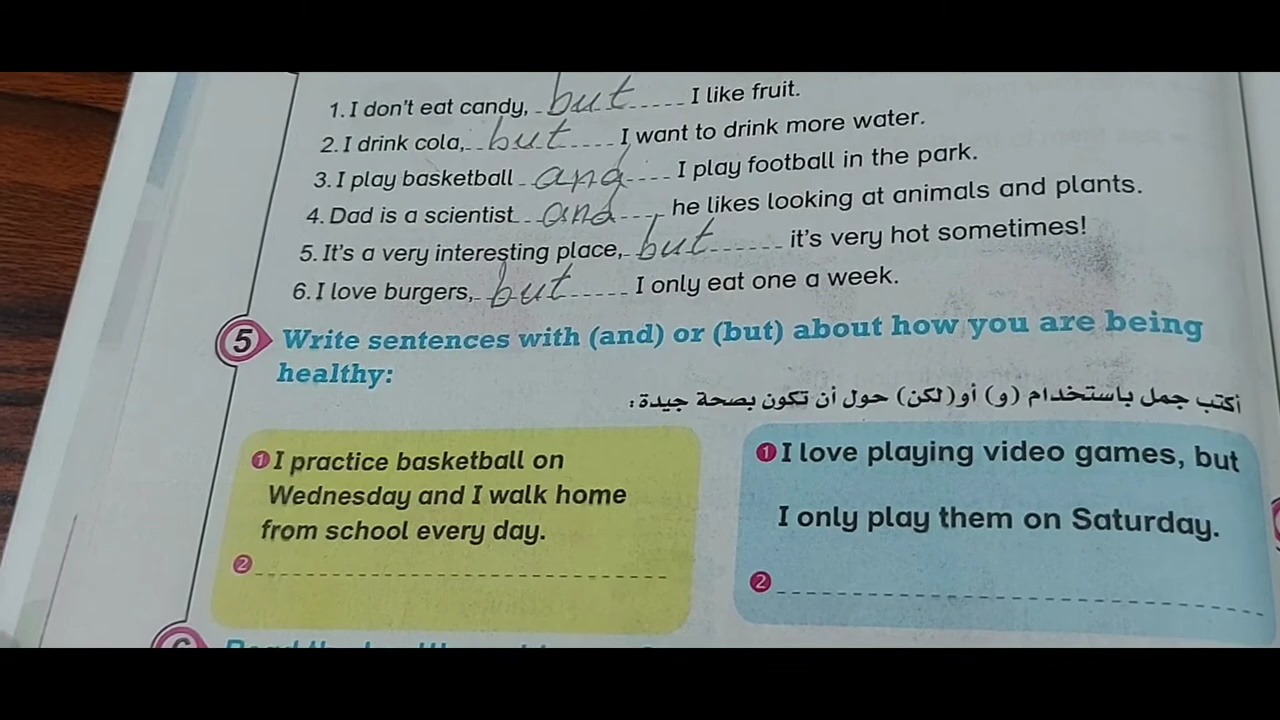 1. I don't eat candy, but I like fruit.
2. I drink cola, but I want to drink more water.
3. I play basketball and I play football in the park.
4. Dad is a scientist and he likes looking at animals and plants.
5. It's a very interesting place, but it's very hot sometimes!
6. I love burgers, but I only eat one a week.
5 Write sentences with (and) or (but) about how you are being
healthy:
أكتب جمل باستخدام (و) أو (لكن) حول أن تكون بصحة جيدة:
1 I practice basketball on
Wednesday and I walk home
from school every day.
2
1 I love playing video games, but
I only play them on Saturday.
2
6